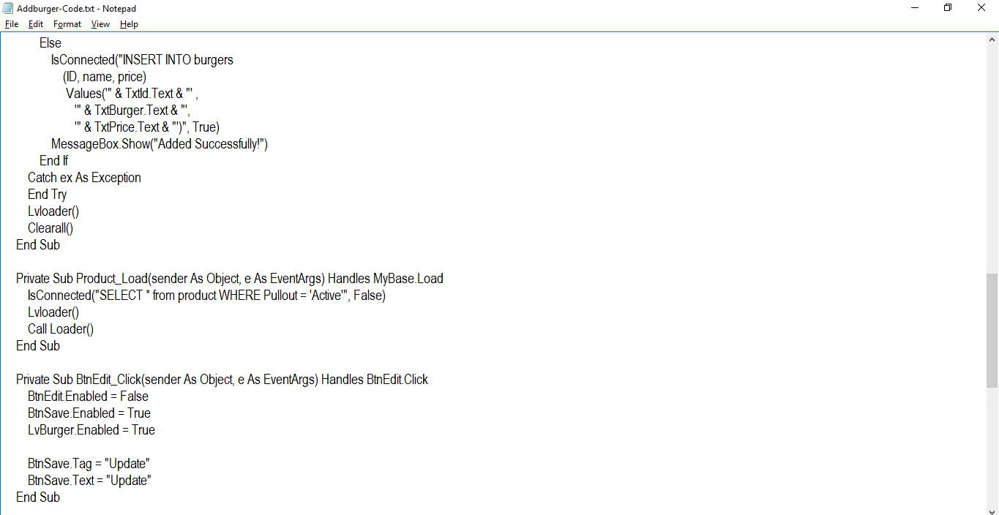 Addburger-Code.txt - Notepad
File Edit Format View Help
Else
IsConnected("INSERT INTO burgers
(ID, name, price)
Values('" & TxtId.Text & "' ,
'" & TxtBurger.Text & "',
'" & TxtPrice.Text & "')", True)
MessageBox.Show("Added Successfully!")
End If
Catch ex As Exception
End Try
Lvloader()
Clearall()
End Sub
Private Sub Product_Load(sender As Object, e As EventArgs) Handles MyBase.Load
IsConnected("SELECT * from product WHERE Pullout = 'Active'", False)
Lvloader()
Call Loader()
End Sub
Private Sub BtnEdit_Click(sender As Object, e As EventArgs) Handles BtnEdit.Click
BtnEdit.Enabled = False
BtnSave.Enabled = True
LvBurger.Enabled = True
BtnSave.Tag = "Update"
BtnSave.Text = "Update"
End Sub